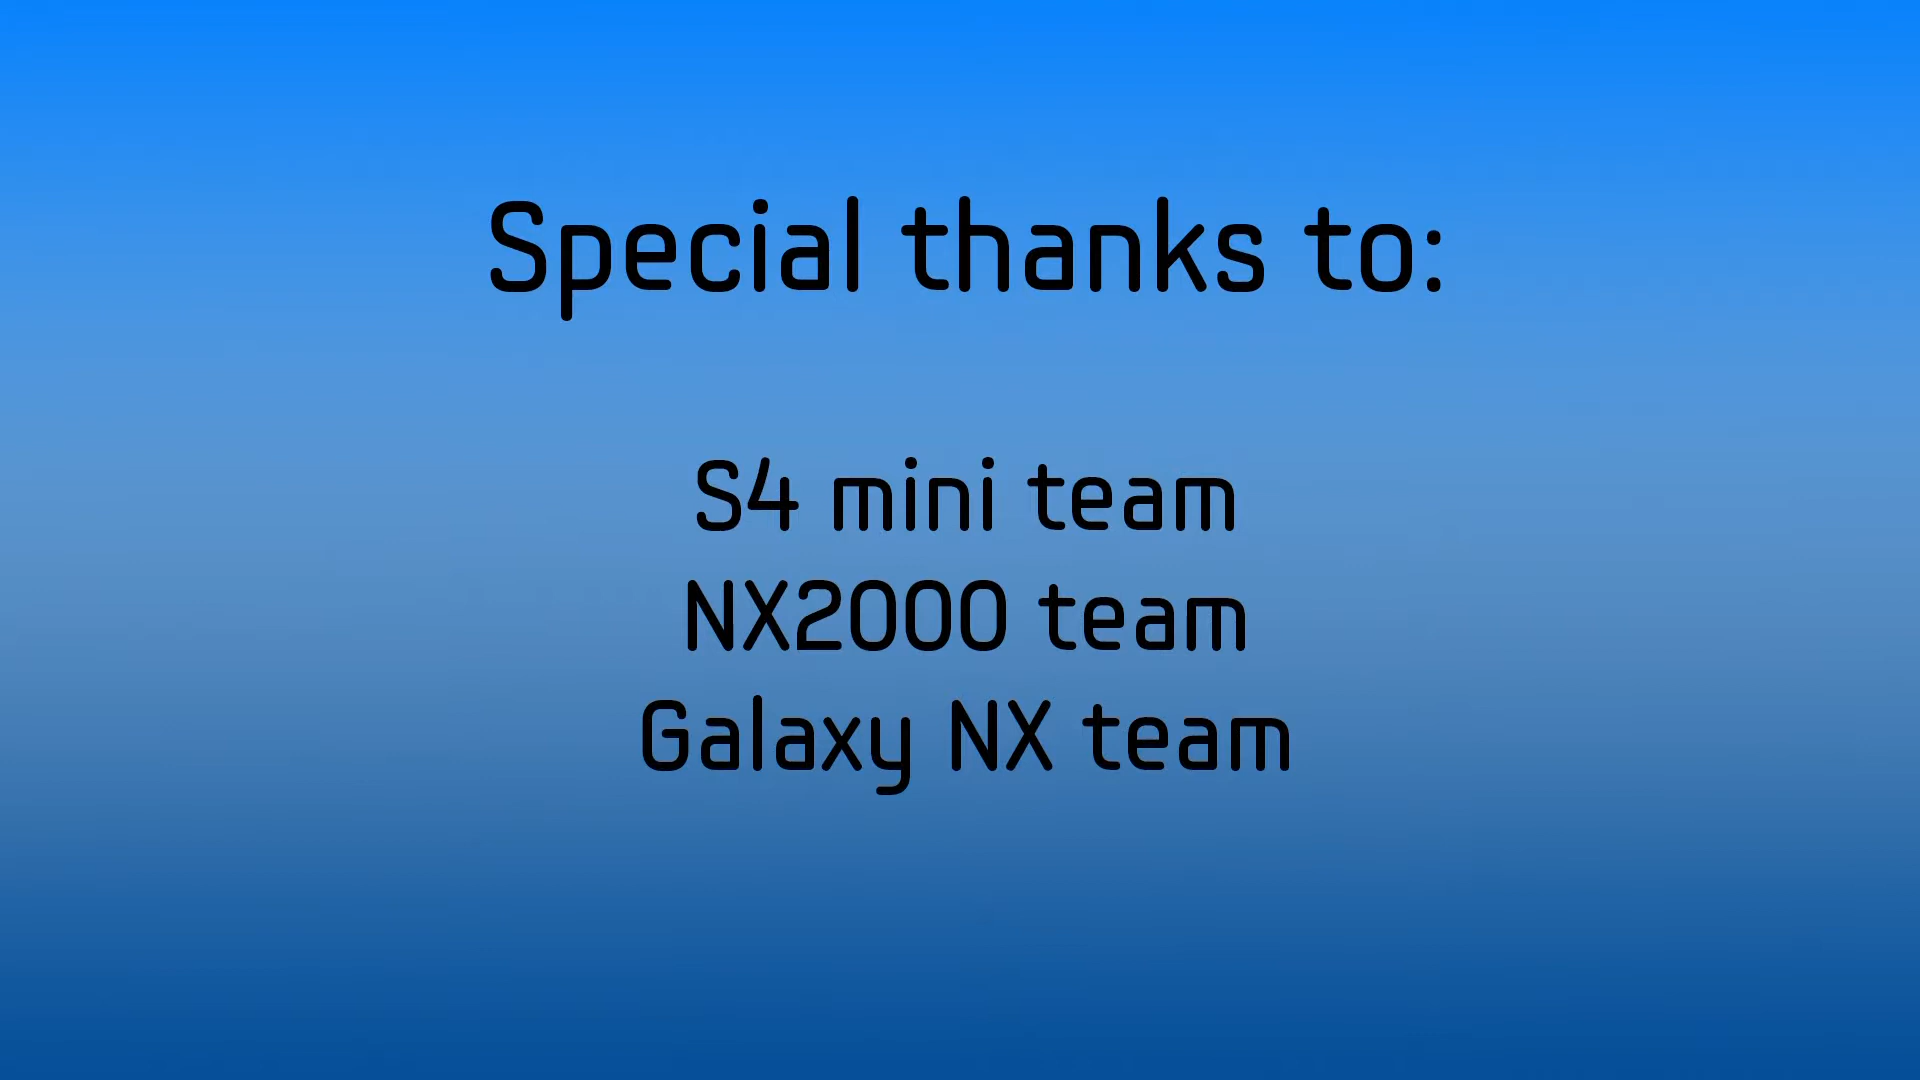 Special thanks to:
S4 mini team
NX2000 team
Galaxy NX team